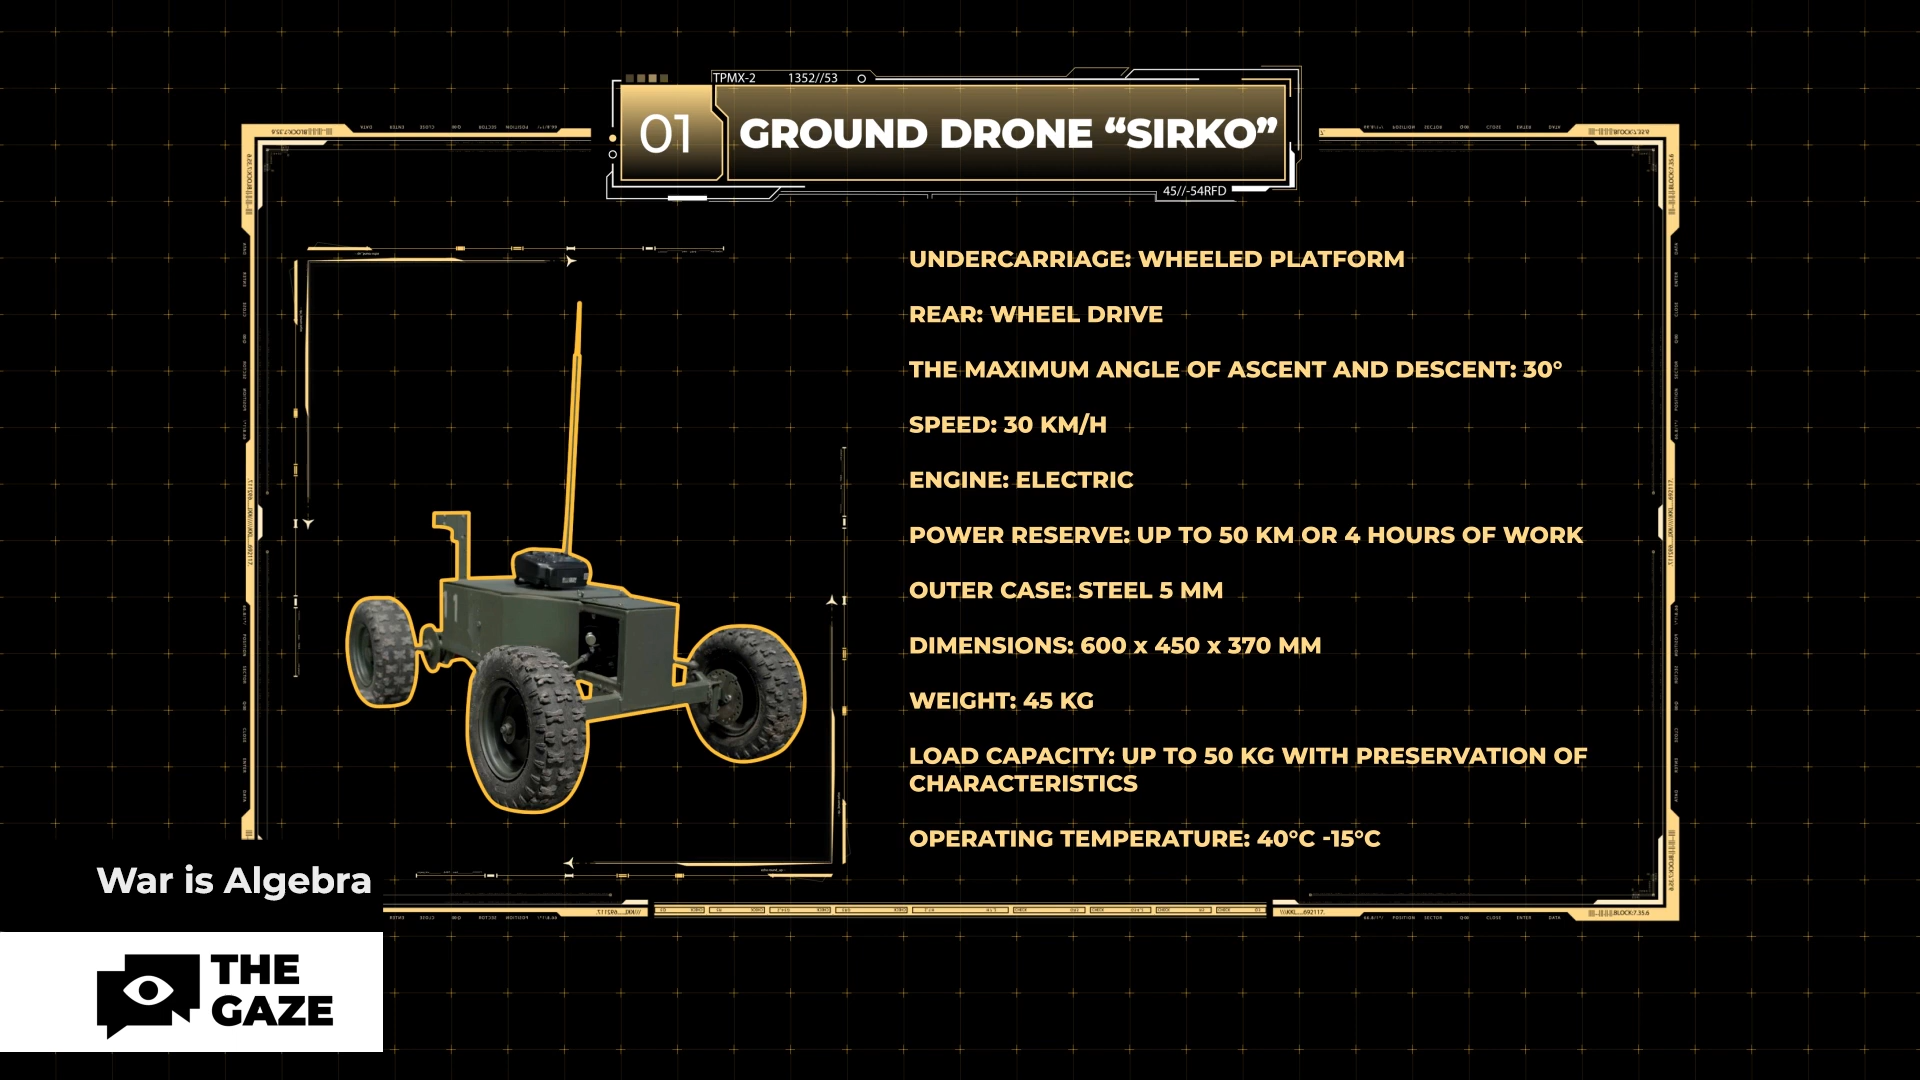 TPMX-2 1352//53
01 GROUND DRONE “SIRKO”
45//-54RFD
UNDERCARRIAGE: WHEELED PLATFORM
REAR: WHEEL DRIVE
THE MAXIMUM ANGLE OF ASCENT AND DESCENT: 30°
SPEED: 30 KM/H
ENGINE: ELECTRIC
POWER RESERVE: UP TO 50 KM OR 4 HOURS OF WORK
OUTER CASE: STEEL 5 MM
DIMENSIONS: 600 x 450 x 370 MM
WEIGHT: 45 KG
LOAD CAPACITY: UP TO 50 KG WITH PRESERVATION OF
CHARACTERISTICS
OPERATING TEMPERATURE: 40°C -15°C
War is Algebra
THE
GAZE